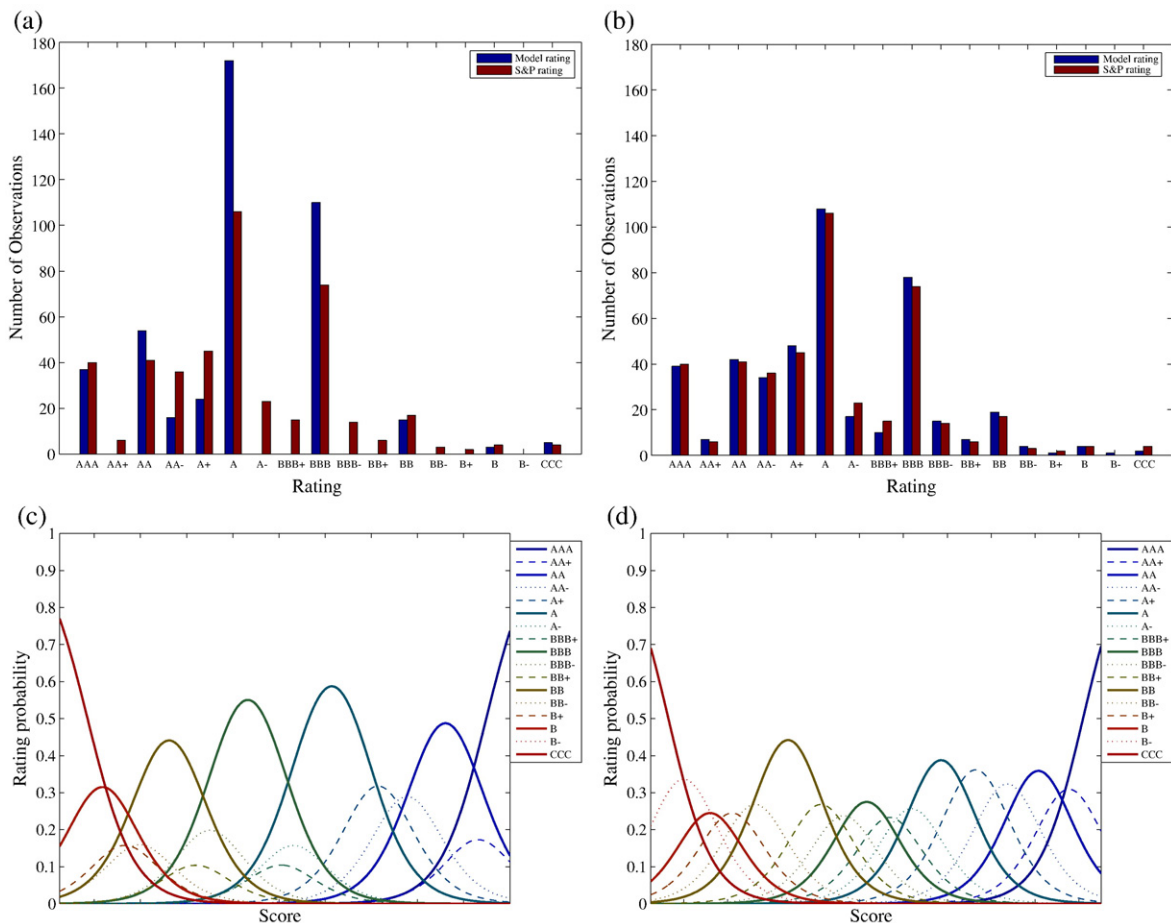 (a)
180
160
140
120
100
80
60
40
20
0
Number of Observations
Model rating
S&P rating
AAA AA+ AA AA- A+ A A- BBB+ BBB BBB- BB+ BB BB- B+ B B- CCC
Rating
(b)
180
160
140
120
100
80
60
40
20
0
Number of Observations
Model rating
S&P rating
AAA AA+ AA AA- A+ A A- BBB+ BBB BBB- BB+ BB BB- B+ B B- CCC
Rating
(c)
1
0.9
0.8
0.7
0.6
0.5
0.4
0.3
0.2
0.1
0
Rating probability
Score
AAA
AA+
AA
AA-
A+
A
A-
BBB+
BBB
BBB-
BB+
BB
BB-
B+
B
B-
CCC
(d)
1
0.9
0.8
0.7
0.6
0.5
0.4
0.3
0.2
0.1
0
Rating probability
Score
AAA
AA+
AA
AA-
A+
A
A-
BBB+
BBB
BBB-
BB+
BB
BB-
B+
B
B-
CCC